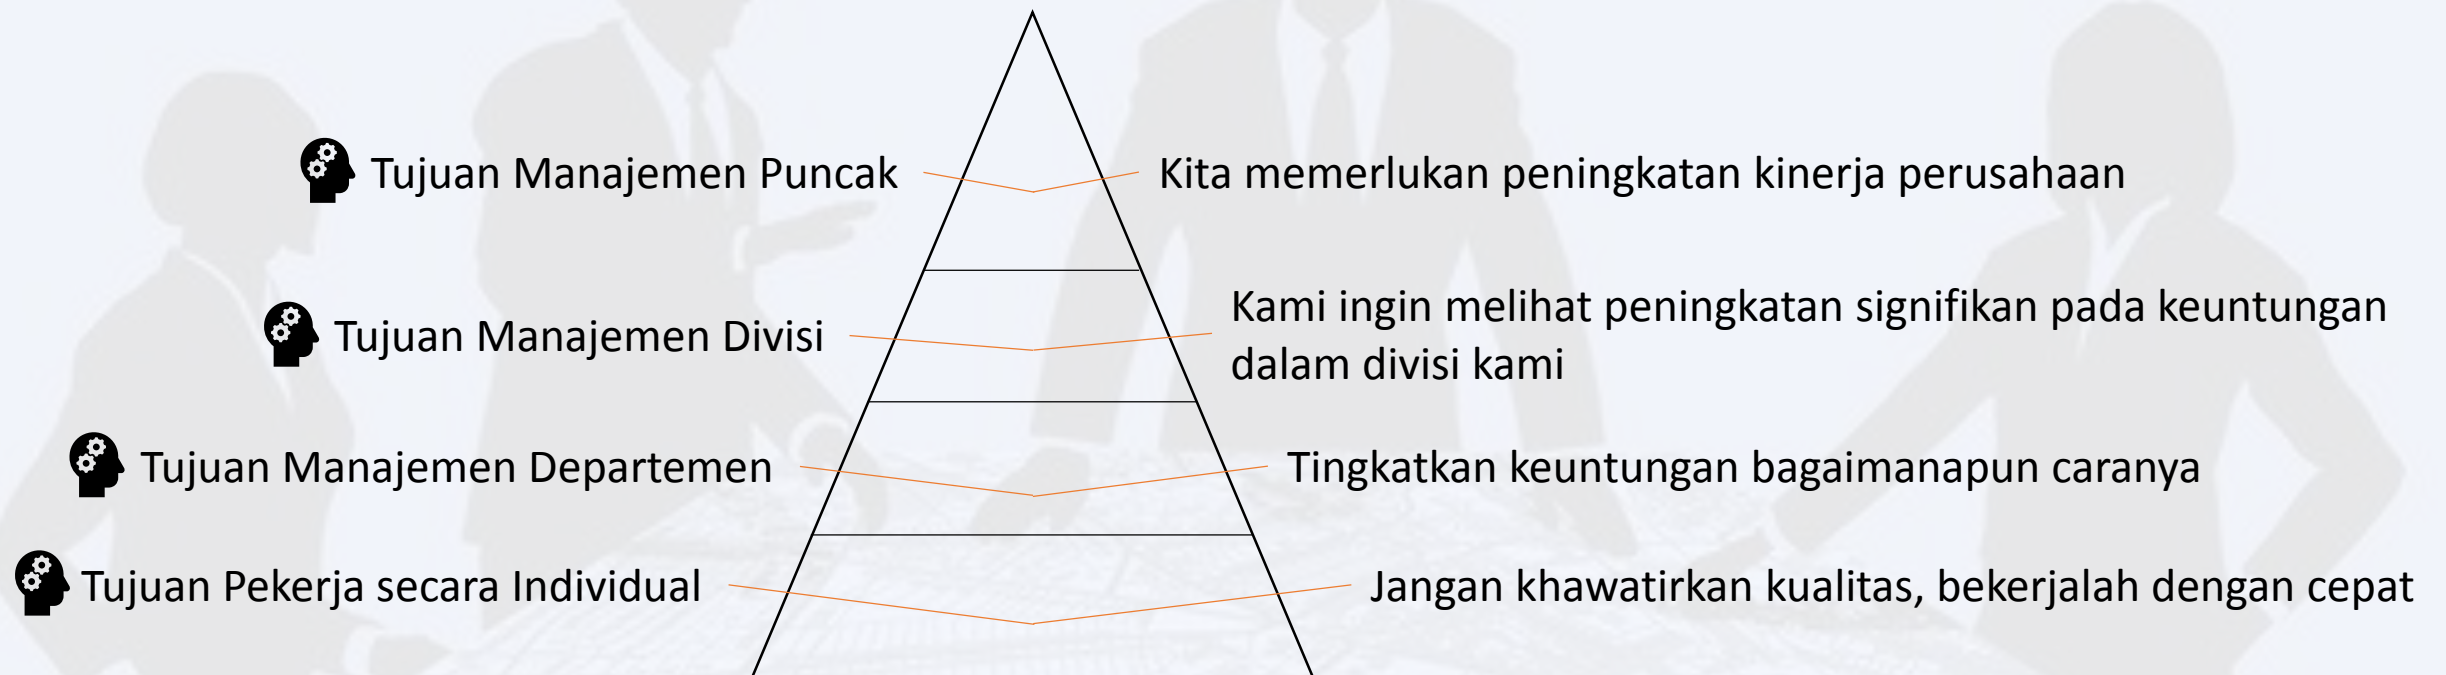 Tujuan Manajemen Puncak
Kita memerlukan peningkatan kinerja perusahaan
Tujuan Manajemen Divisi
Kami ingin melihat peningkatan signifikan pada keuntungan
dalam divisi kami
Tujuan Manajemen Departemen
Tingkatkan keuntungan bagaimanapun caranya
Tujuan Pekerja secara Individual
Jangan khawatirkan kualitas, bekerjalah dengan cepat